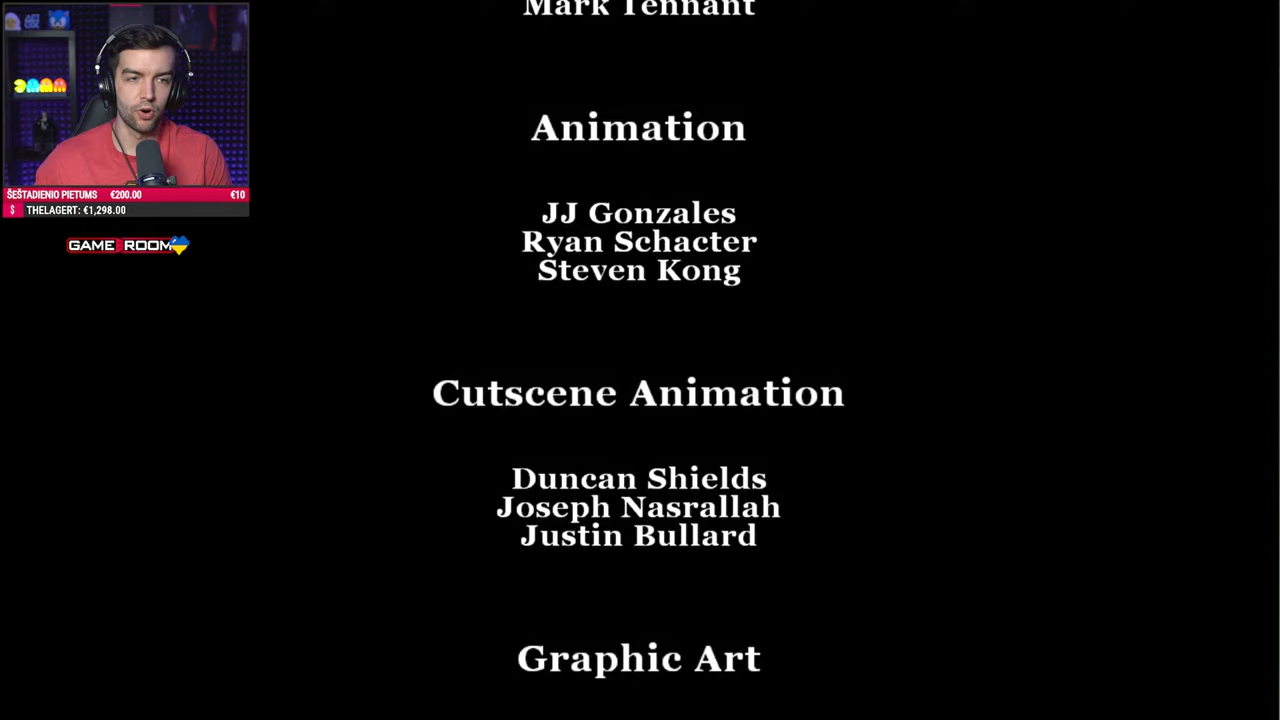 Mark Tennant
Animation
JJ Gonzales
Ryan Schacter
Steven Kong
ŠEŠTADIENIO PIETUMS €200.00 €10
$ THELAGERT: €1,298.00
GAME ROOM
Cutscene Animation
Duncan Shields
Joseph Nasrallah
Justin Bullard
Graphic Art